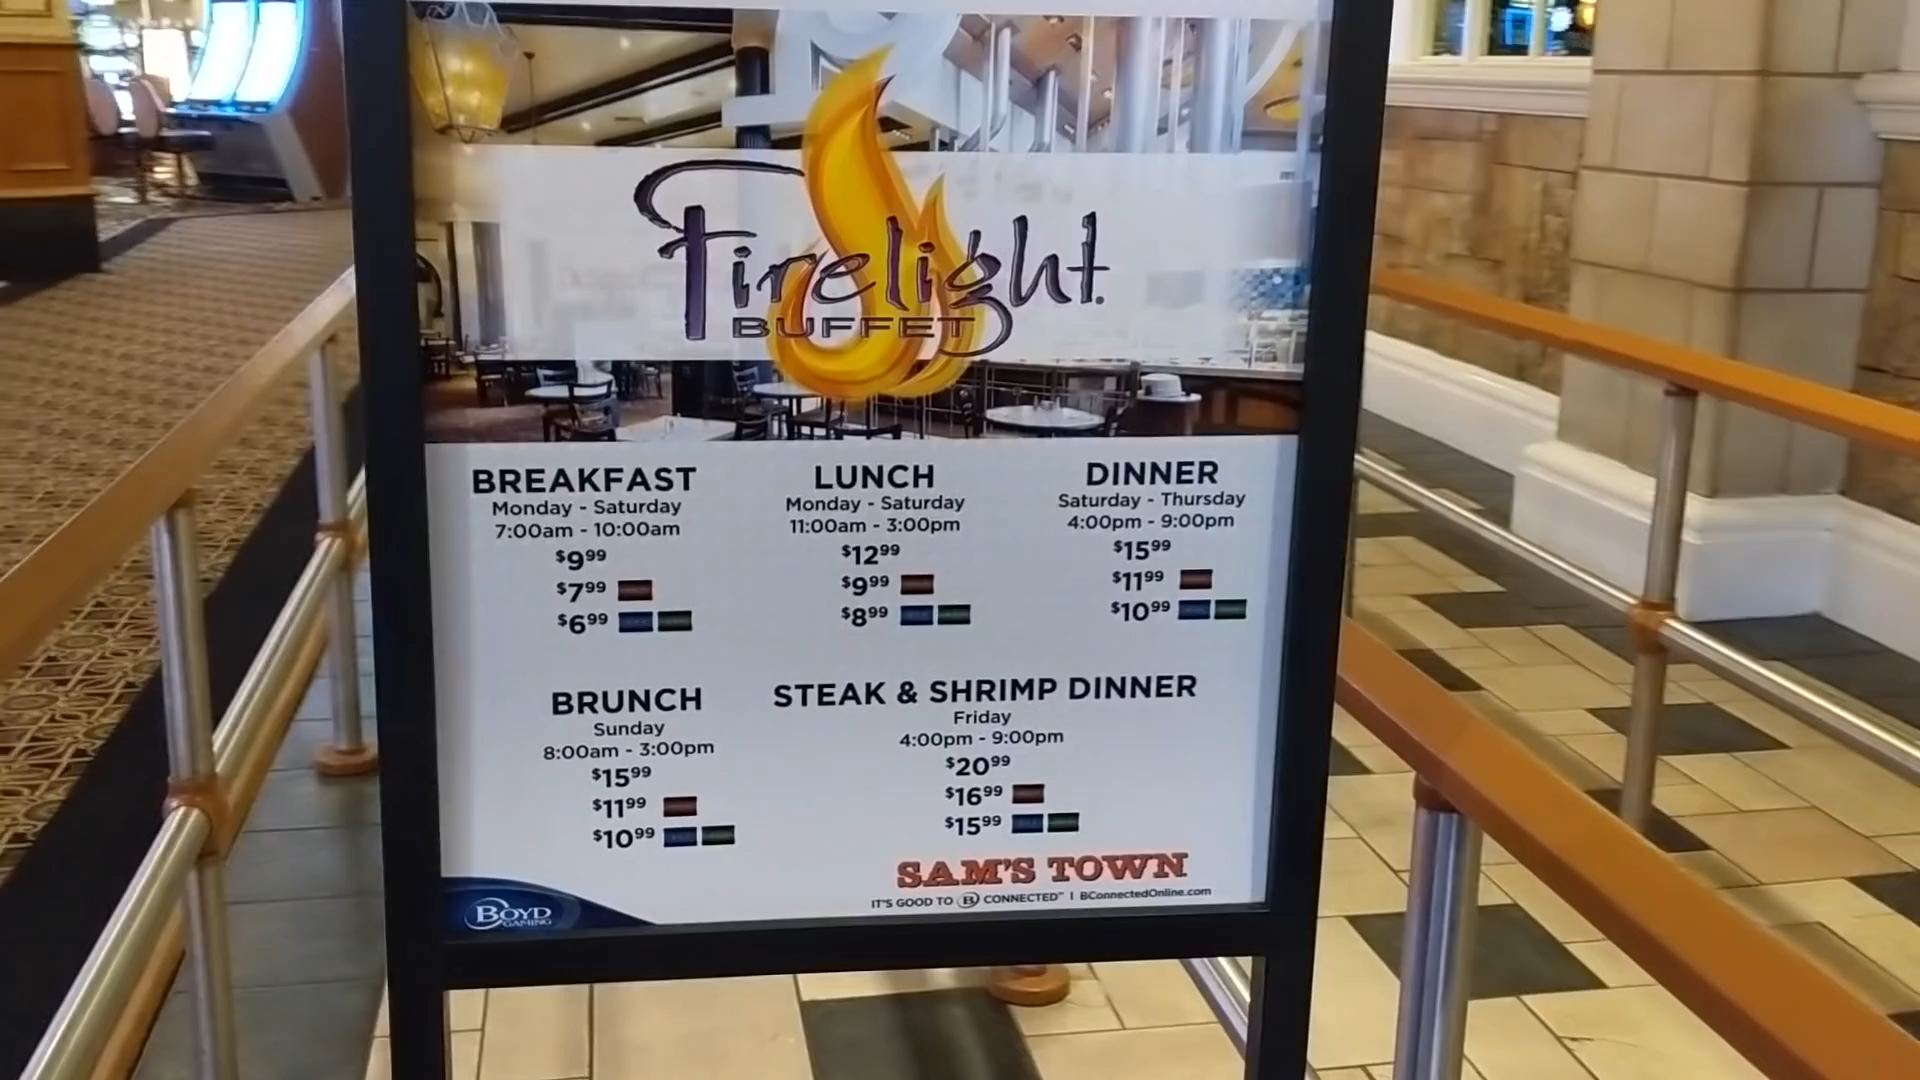 Firelight
BUFFET
BREAKFAST
Monday - Saturday
7:00am - 10:00am
$9.99
$7.99
$6.99
LUNCH
Monday - Saturday
11:00am - 3:00pm
$12.99
$9.99
$8.99
DINNER
Saturday - Thursday
4:00pm - 9:00pm
$15.99
$11.99
$10.99
BRUNCH
Sunday
8:00am - 3:00pm
$15.99
$11.99
$10.99
STEAK & SHRIMP DINNER
Friday
4:00pm - 9:00pm
$20.99
$16.99
$15.99
SAM'S TOWN
IT'S GOOD TO B CONNECTED™ | BConnectedOnline.com
BOYD
GAMING